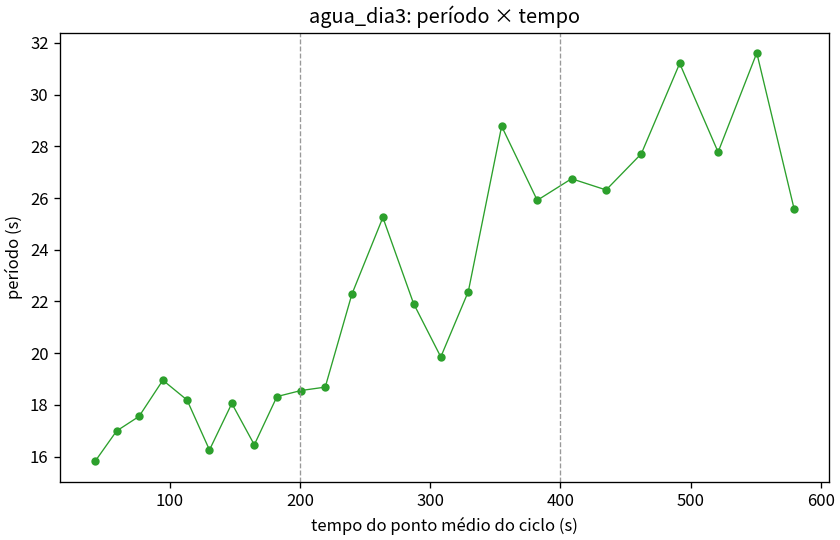 agua_dia3: período × tempo
32
30
28
26
24
22
20
18
16
período (s)
100 200 300 400 500 600
tempo do ponto médio do ciclo (s)